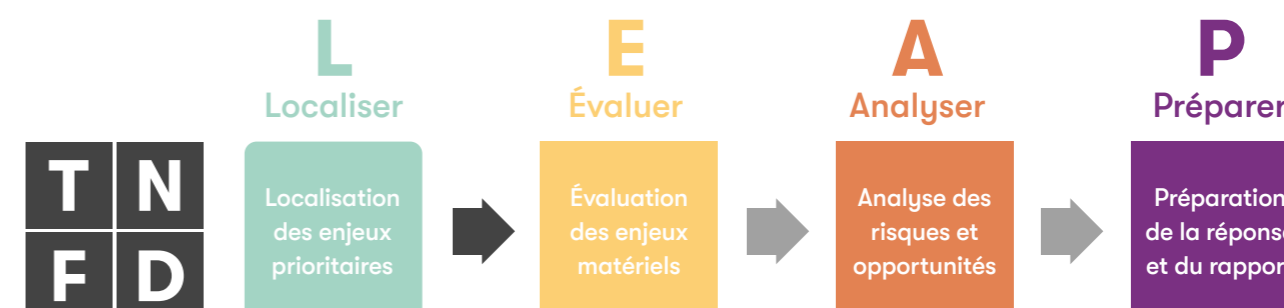 L
Localiser
E
Évaluer
A
Analyser
P
Préparer
T N
F D
Localisation
des enjeux
prioritaires
Évaluation
des enjeux
matériels
Analyse des
risques et
opportunités
Préparation
de la réponse
et du rappor